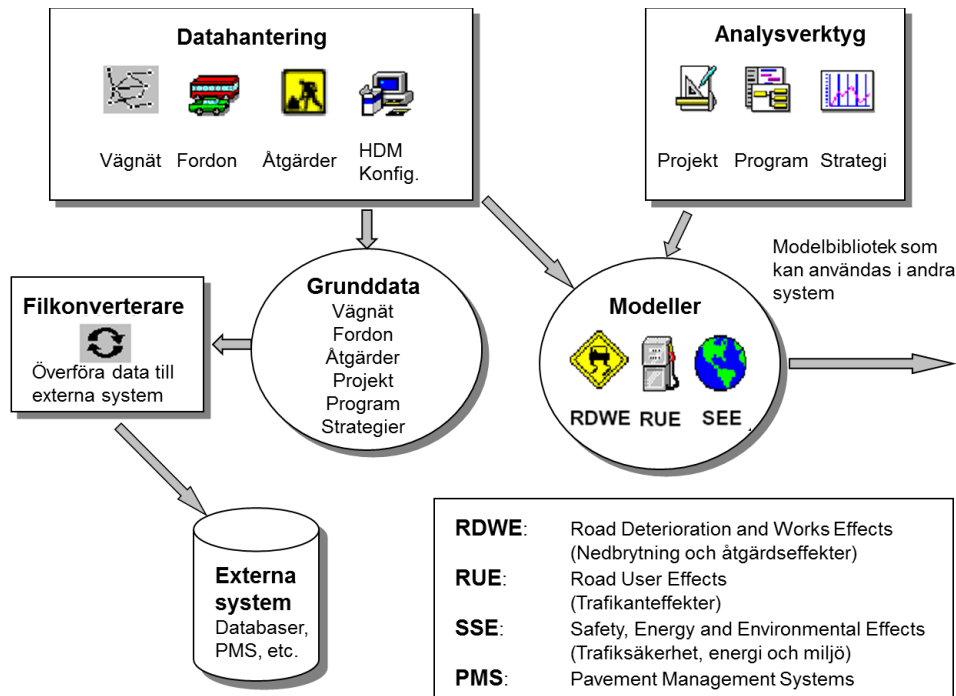 Datahantering
Vägnät Fordon Åtgärder HDM
Konfig.
Analysverktyg
Projekt Program Strategi
Modelbibliotek som
kan användas i andra
system
Filkonverterare
Överföra data till
externa system
Grunddata
Vägnät
Fordon
Åtgärder
Projekt
Program
Strategier
Modeller
RDWE RUE SEE
Externa
system
Databaser,
PMS, etc.
RDWE: Road Deterioration and Works Effects
(Nedbrytning och åtgärdseffekter)
RUE: Road User Effects
(Trafikanteffekter)
SSE: Safety, Energy and Environmental Effects
(Trafiksäkerhet, energi och miljö)
PMS: Pavement Management Systems